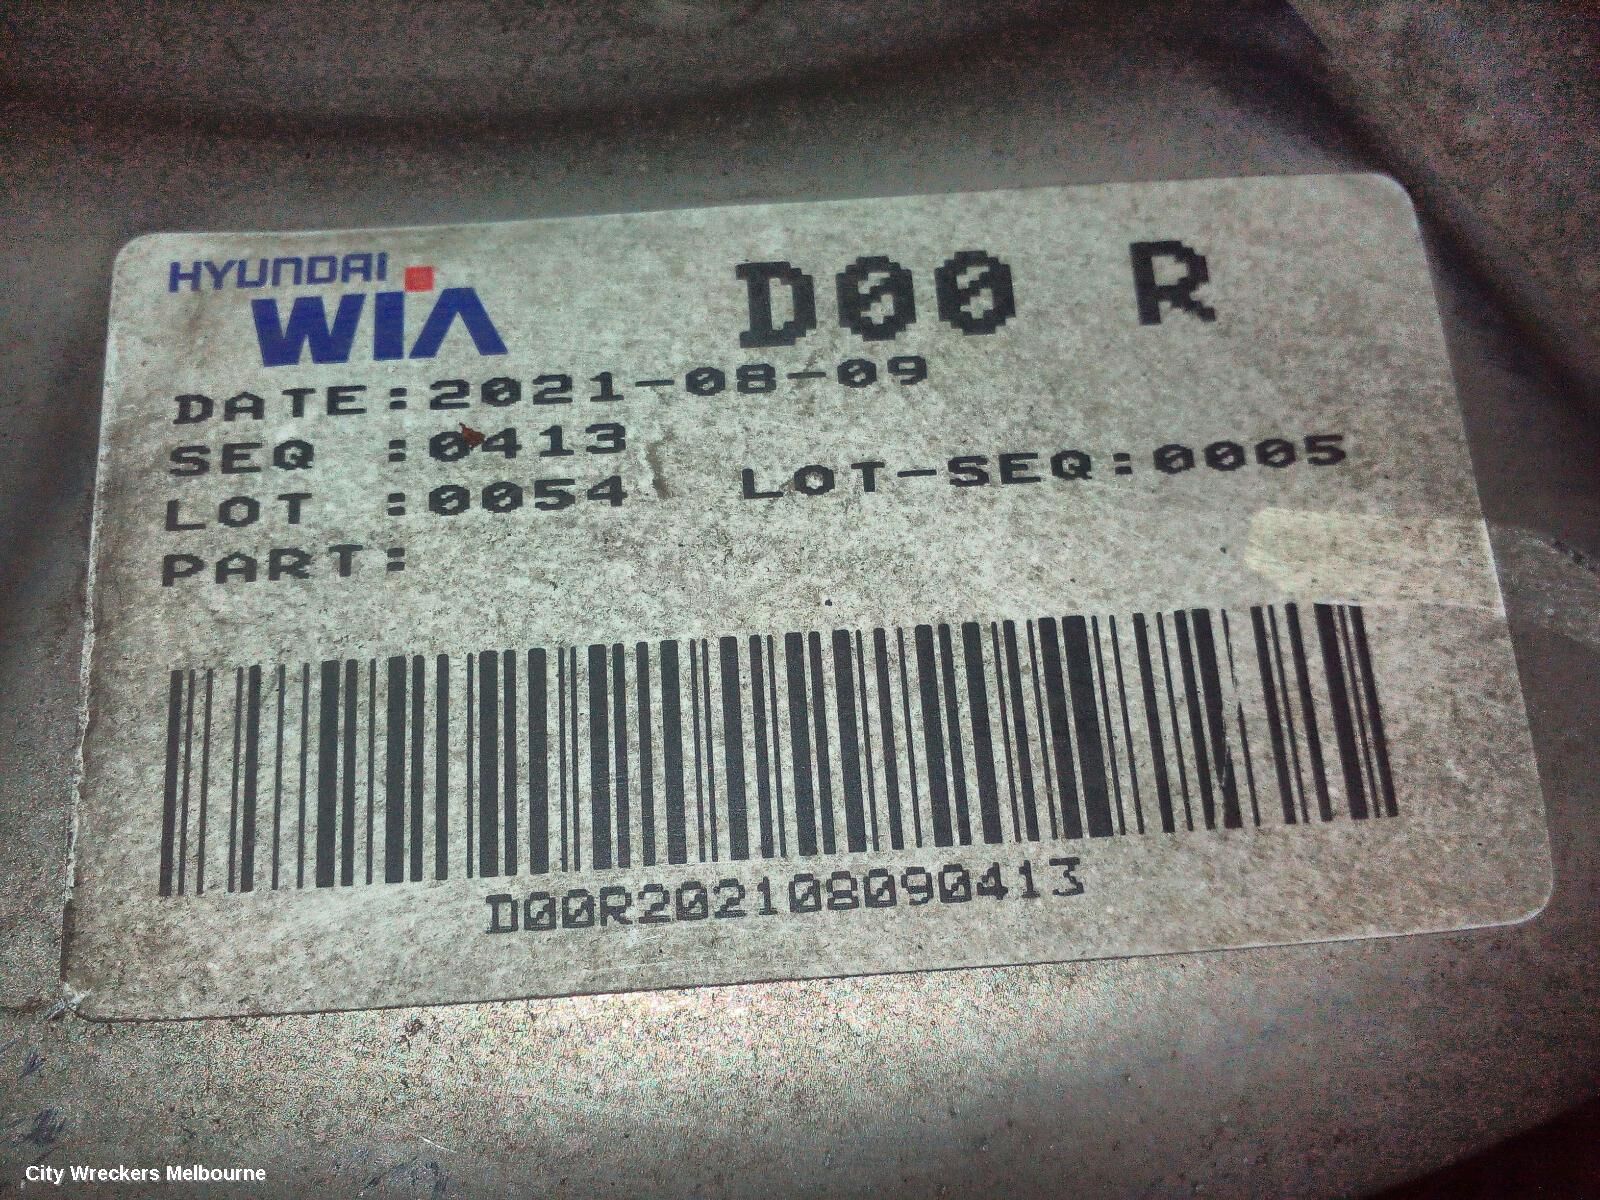 HYUNDAI
WIA
D00 R
DATE:2021-08-09
SEQ :0413
LOT :0054 LOT-SEQ:0005
PART:
D00R202108090413
City Wreckers Melbourne